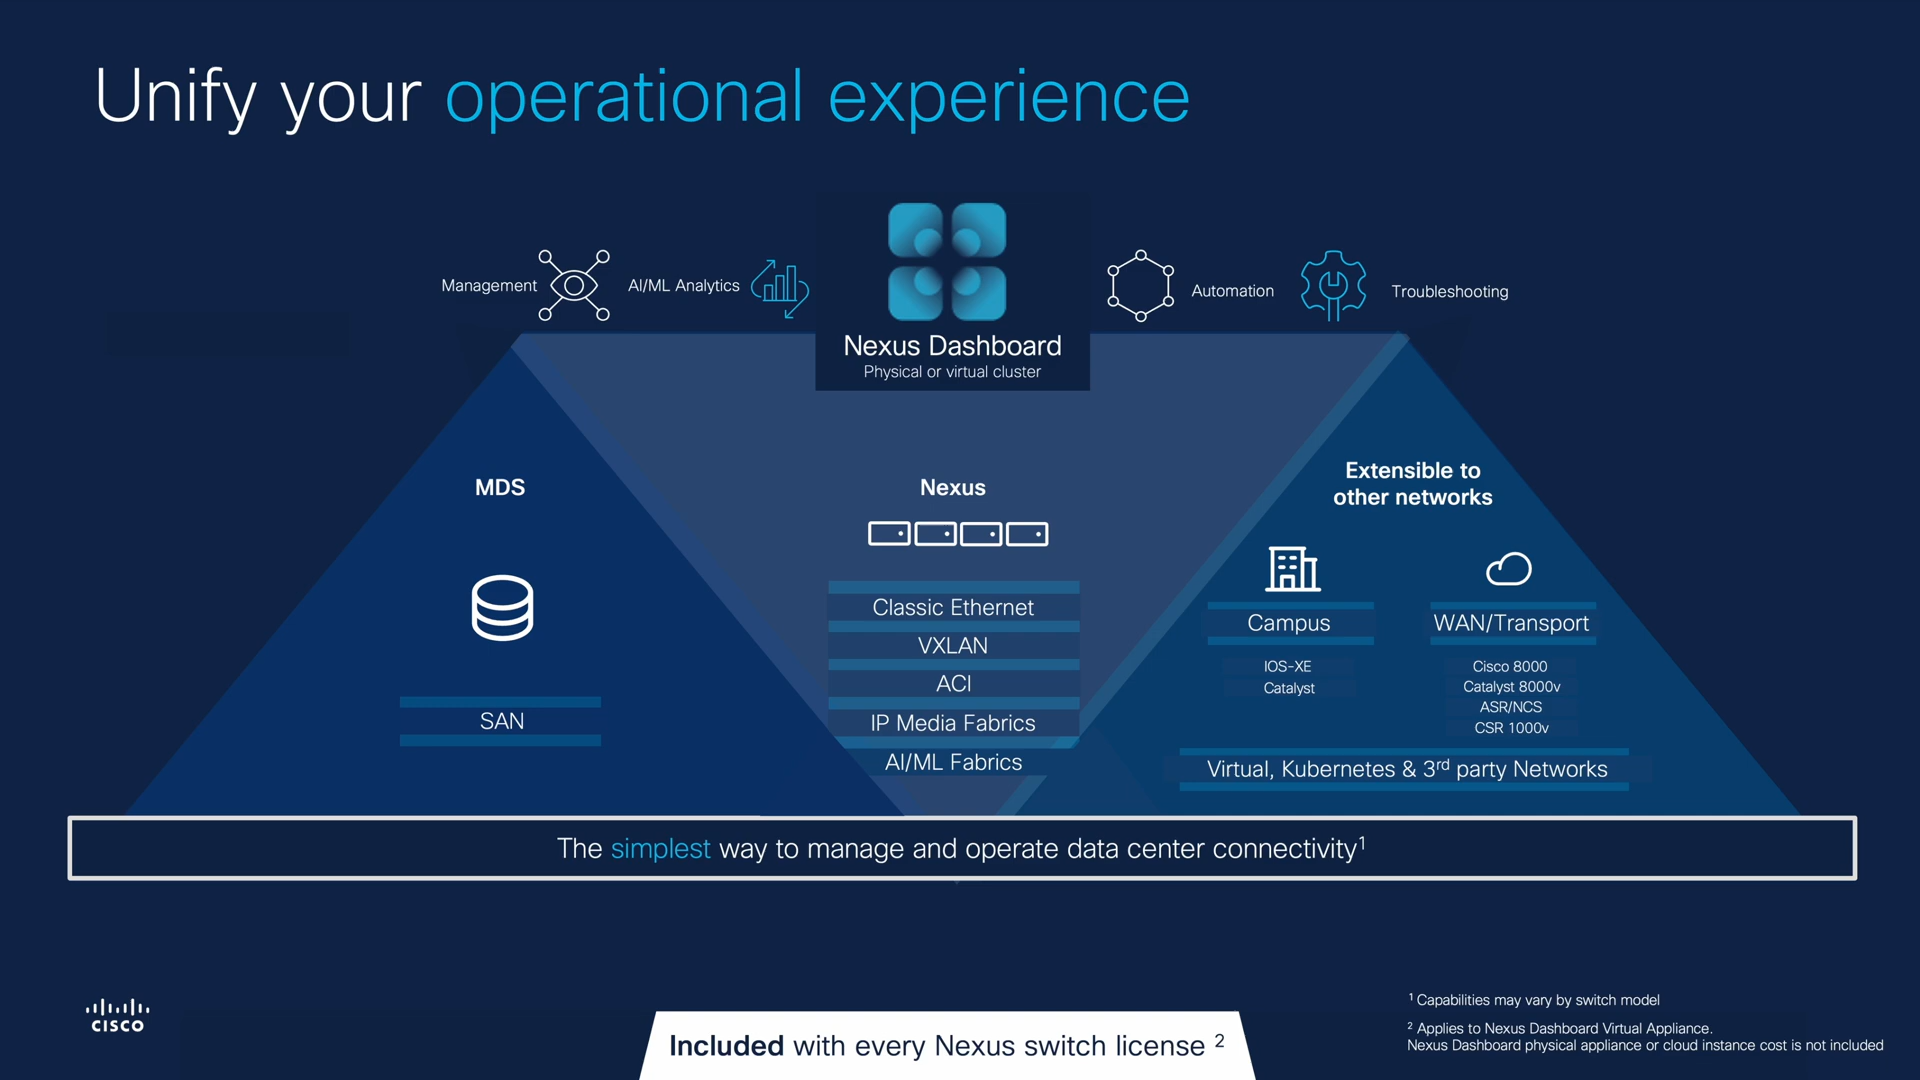 Unify your operational experience
Management
AI/ML Analytics
Automation
Troubleshooting
Nexus Dashboard
Physical or virtual cluster
MDS
SAN
Nexus
Classic Ethernet
VXLAN
ACI
IP Media Fabrics
AI/ML Fabrics
Extensible to
other networks
Campus
IOS-XE
Catalyst
WAN/Transport
Cisco 8000
Catalyst 8000v
ASR/NCS
CSR 1000v
Virtual, Kubernetes & 3rd party Networks
The simplest way to manage and operate data center connectivity1
CISCO
Included with every Nexus switch license 2
1 Capabilities may vary by switch model
2 Applies to Nexus Dashboard Virtual Appliance.
Nexus Dashboard physical appliance or cloud instance cost is not included